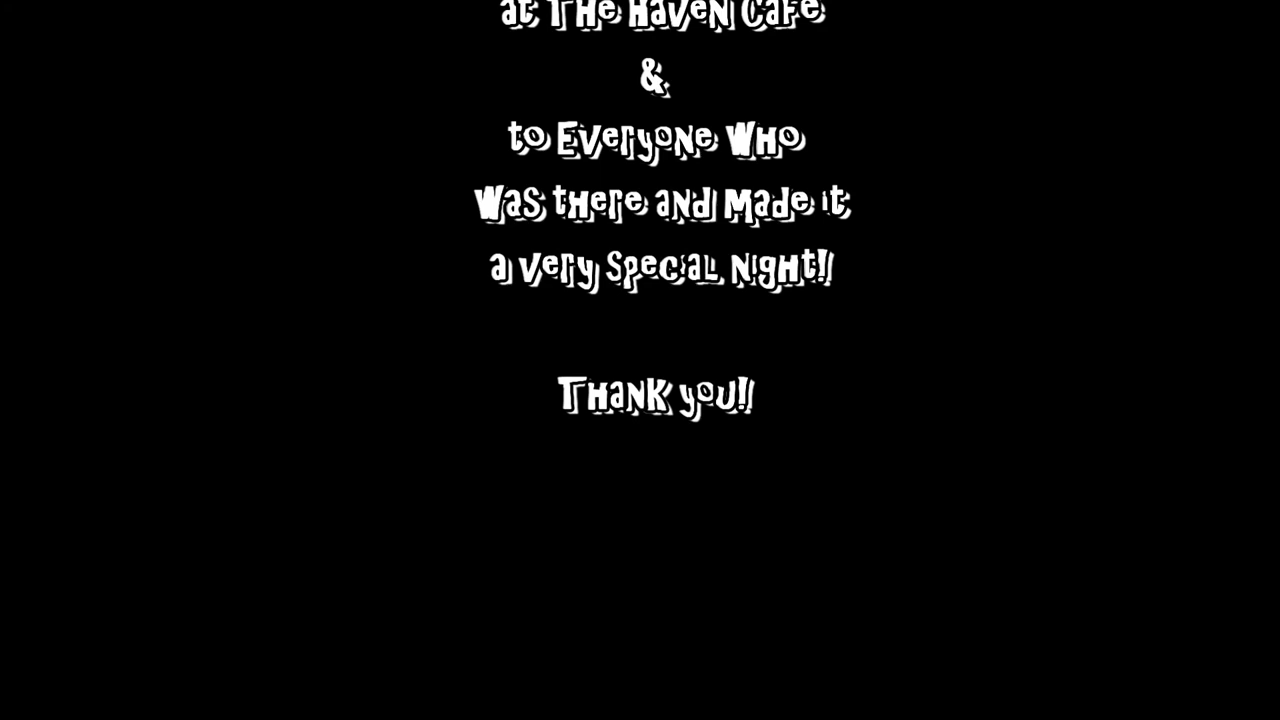 at The Haven Cafe
&
to Everyone Who
Was there and Made it
a very Special Night!
Thank you!